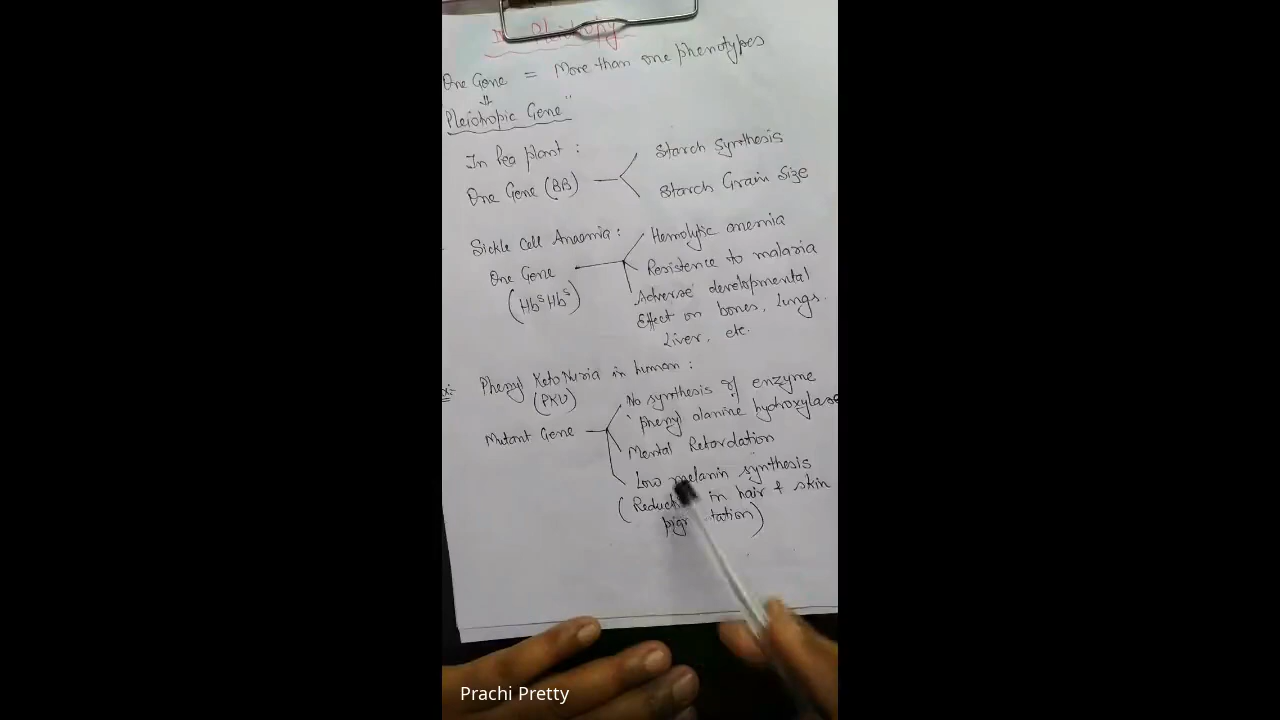 Pleiotropy
One Gene = More than one phenotypes
⇓
Pleiotropic Gene"
In Pea plant :
One Gene (BB)
Starch Synthesis
Starch Grain Size
Sickle Cell Anaemia :
One Gene
(HbˢHbˢ)
Hemolytic anemia
Resistence to malaria
Adverse developmental
Effect on bones, Lungs.
Liver, etc.
Phenyl KetoNuria in human :
(PKU)
Mutant Gene
No synthesis of enzyme
' phenyl alanine hydroxylase
Mental Retardation
Low melanin synthesis
( in hair & skin
)
Prachi Pretty